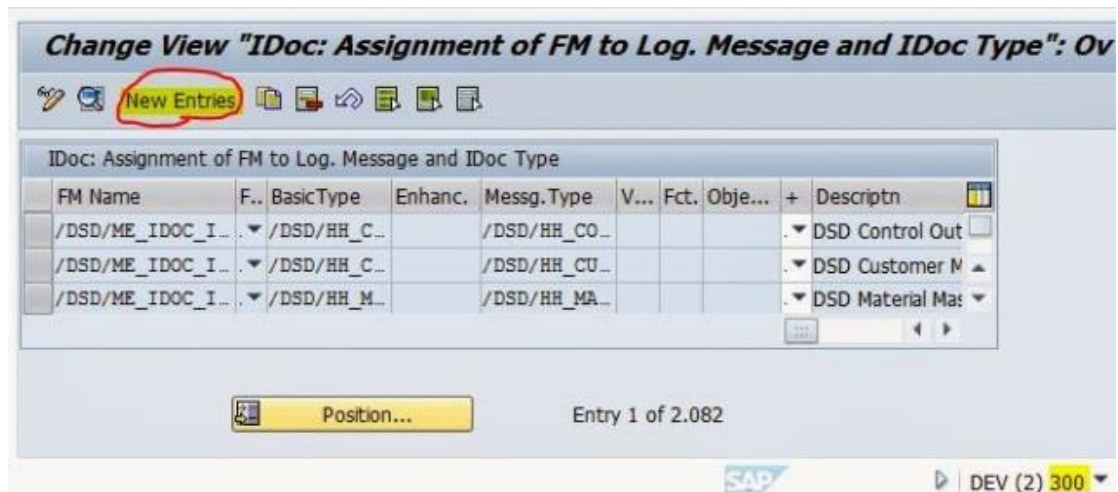 Change View "IDoc: Assignment of FM to Log. Message and IDoc Type": Ov
New Entries
IDoc: Assignment of FM to Log. Message and IDoc Type
FM Name F.. BasicType Enhanc. Messg.Type V... Fct. Obje... + Descriptn
/DSD/ME_IDOC_I… . /DSD/HH_C… /DSD/HH_CO… . DSD Control Out
/DSD/ME_IDOC_I… . /DSD/HH_C… /DSD/HH_CU… . DSD Customer M
/DSD/ME_IDOC_I… . /DSD/HH_M… /DSD/HH_MA… . DSD Material Mas
Position... Entry 1 of 2.082
SAP DEV (2) 300